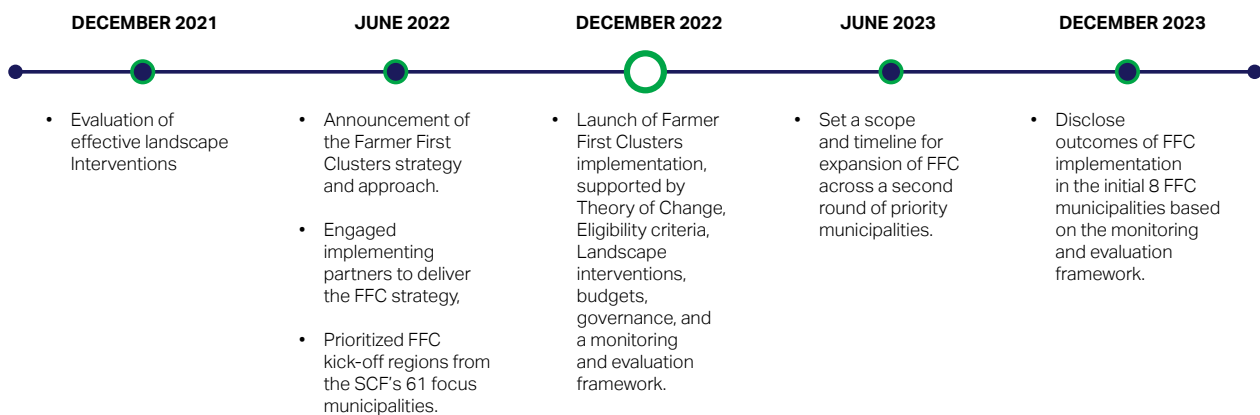 DECEMBER 2021
• Evaluation of
effective landscape
Interventions
JUNE 2022
• Announcement of
the Farmer First
Clusters strategy
and approach.
• Engaged
implementing
partners to deliver
the FFC strategy,
• Prioritized FFC
kick-off regions from
the SCF's 61 focus
municipalities.
DECEMBER 2022
• Launch of Farmer
First Clusters
implementation,
supported by
Theory of Change,
Eligibility criteria,
Landscape
interventions,
budgets,
governance, and
a monitoring
and evaluation
framework.
JUNE 2023
• Set a scope
and timeline for
expansion of FFC
across a second
round of priority
municipalities.
DECEMBER 2023
• Disclose
outcomes of FFC
implementation
in the initial 8 FFC
municipalities based
on the monitoring
and evaluation
framework.